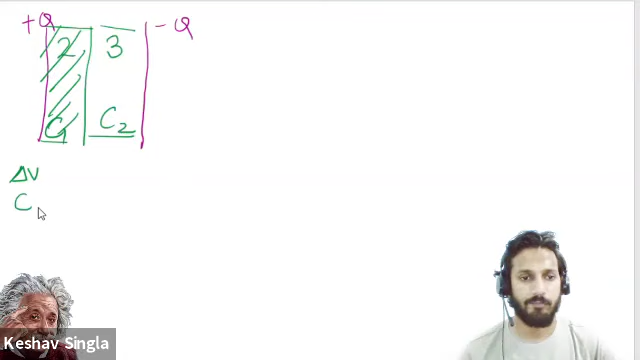 +Q -Q
2 3
C1 C2
ΔV
C
Keshav Singla